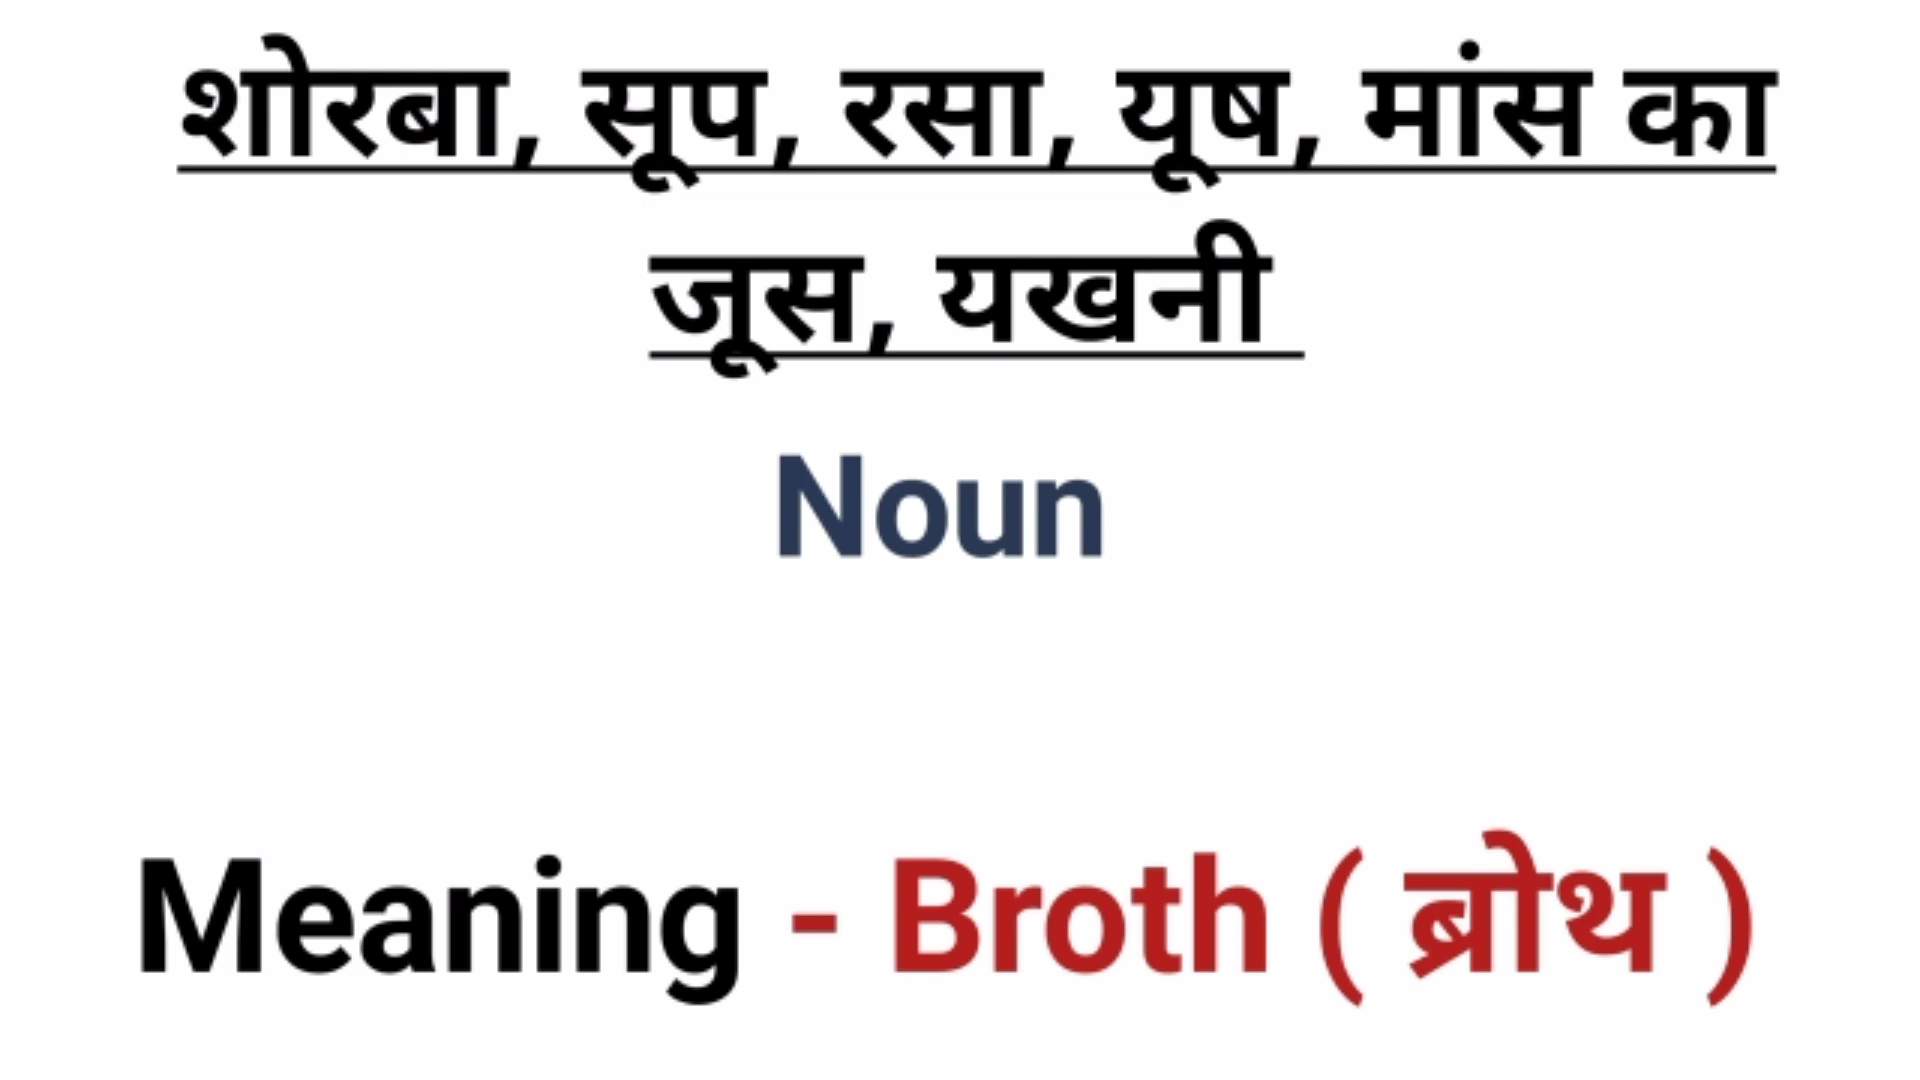 शोरबा, सूप, रसा, यूष, मांस का
जूस, यखनी
Noun
Meaning - Broth ( ब्रोथ )